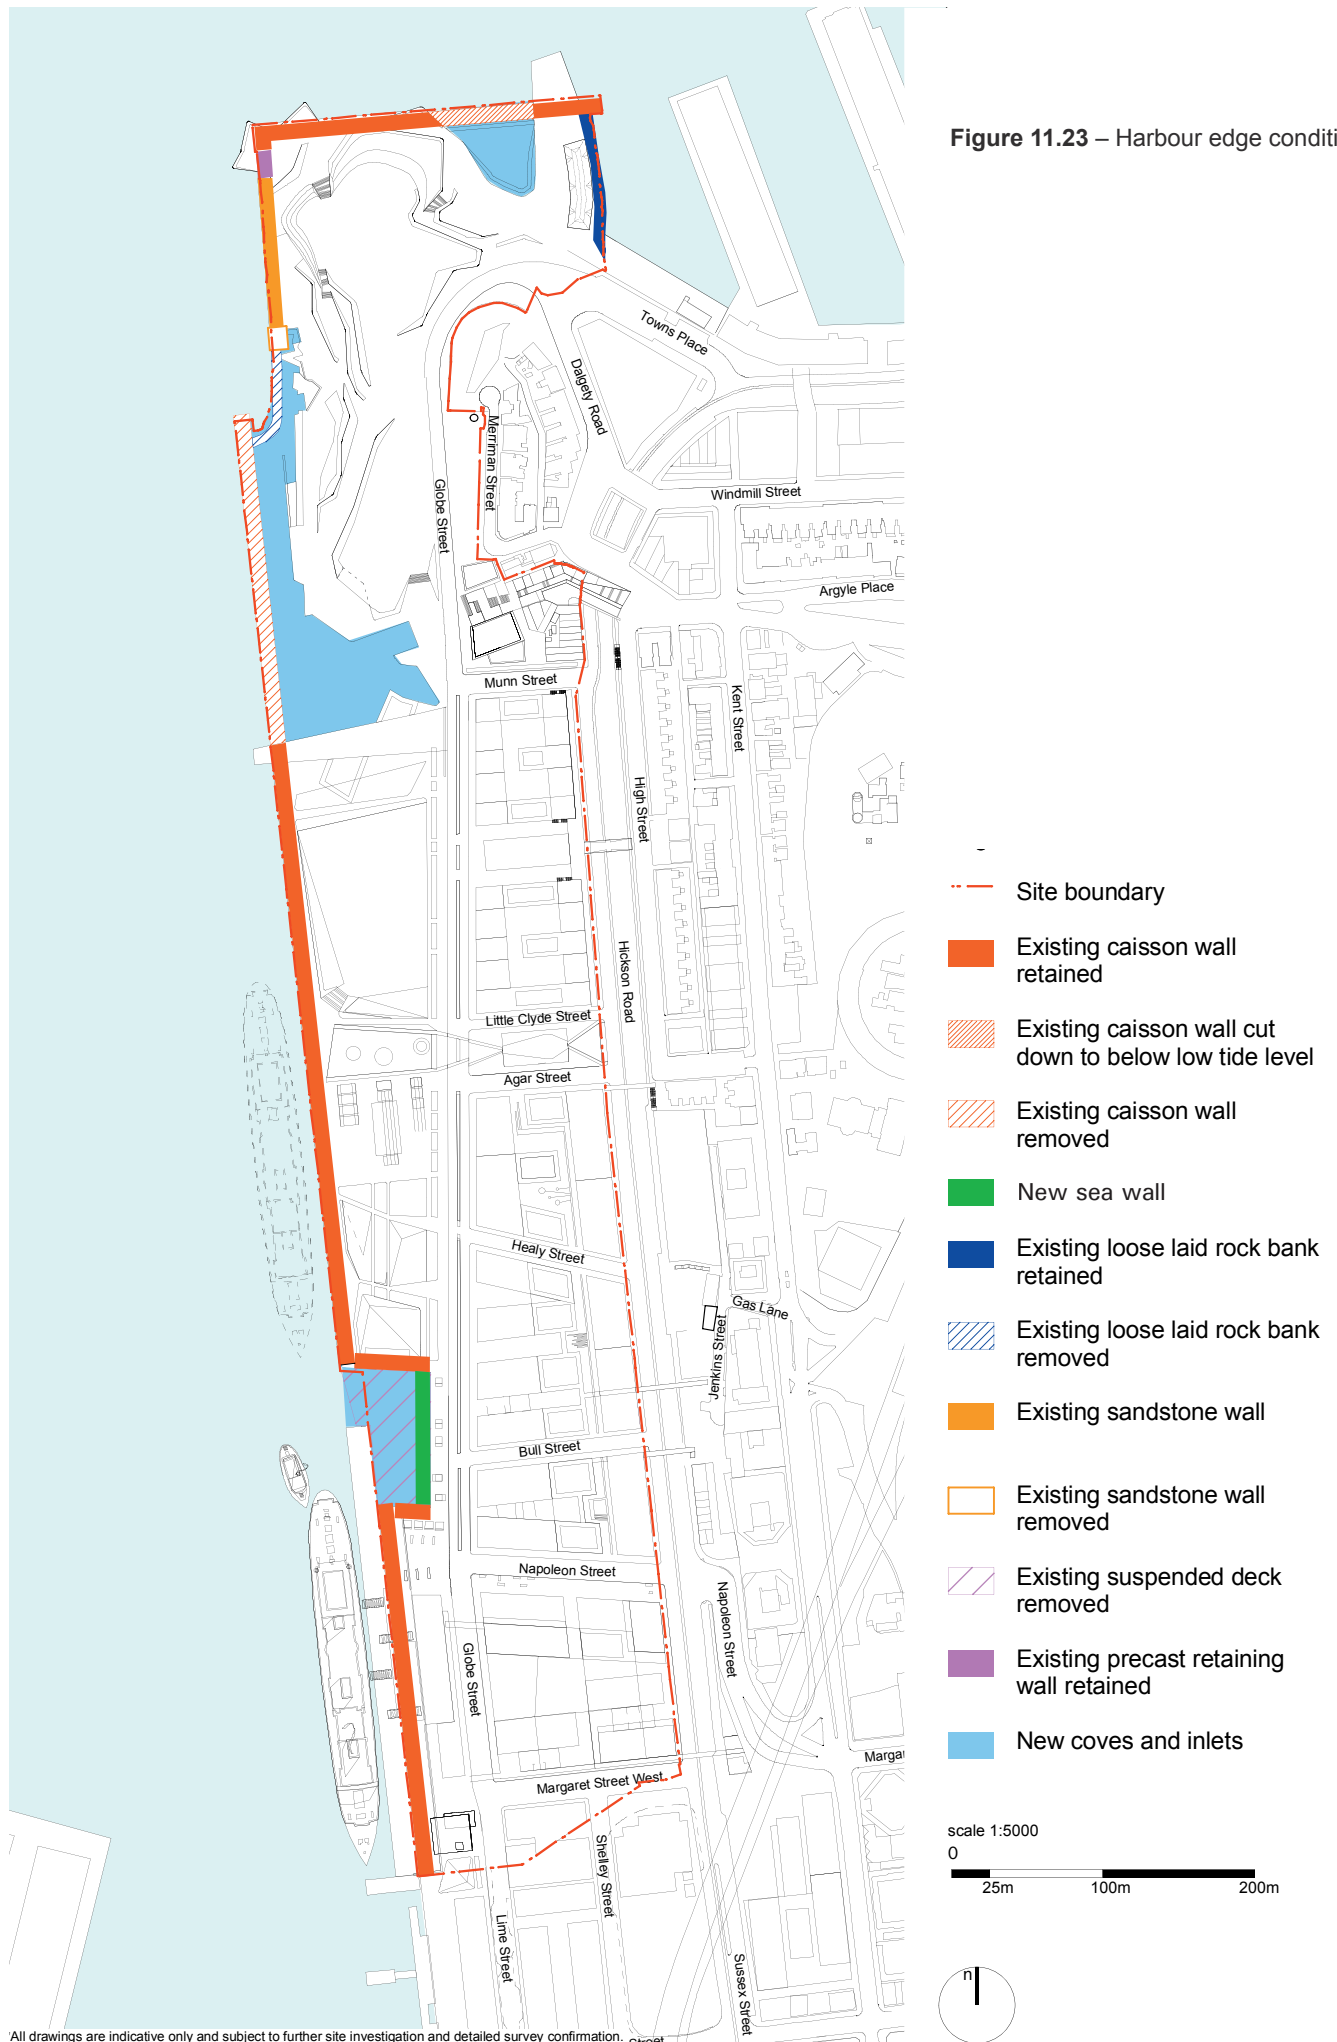 Figure 11.23 – Harbour edge conditi
Towns Place
Dalgety Road
Merriman Street
Globe Street
Windmill Street
Argyle Place
Munn Street
Kent Street
High Street
Hickson Road
Little Clyde Street
Agar Street
Healy Street
Gas Lane
Jenkins Street
Bull Street
Napoleon Street
Napoleon Street
Globe Street
Margaret Street West
Margar
Shelley Street
Lime Street
Sussex Street
Street
Site boundary
Existing caisson wall
retained
Existing caisson wall cut
down to below low tide level
Existing caisson wall
removed
New sea wall
Existing loose laid rock bank
retained
Existing loose laid rock bank
removed
Existing sandstone wall
Existing sandstone wall
removed
Existing suspended deck
removed
Existing precast retaining
wall retained
New coves and inlets
scale 1:5000
0
25m 100m 200m
n
All drawings are indicative only and subject to further site investigation and detailed survey confirmation.